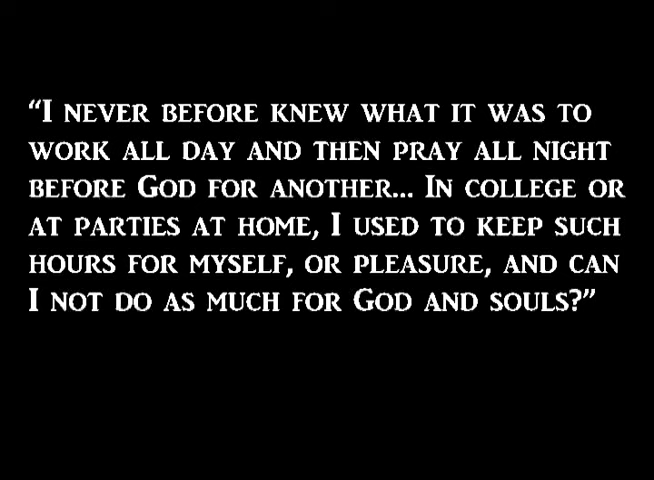 “I never before knew what it was to
work all day and then pray all night
before God for another... In college or
at parties at home, I used to keep such
hours for myself, or pleasure, and can
I not do as much for God and souls?”